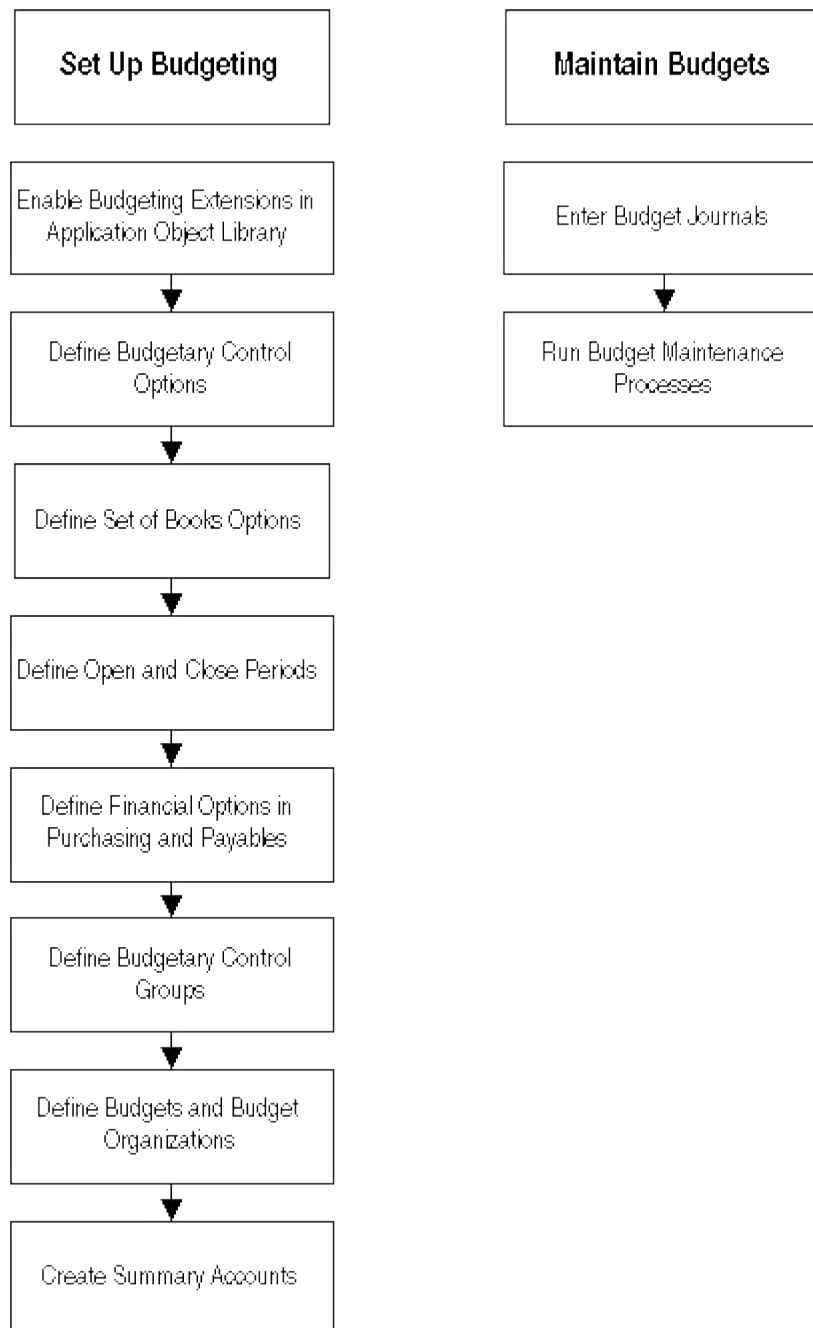 Set Up Budgeting
Enable Budgeting Extensions in
Application Object Library
Define Budgetary Control
Options
Define Set of Books Options
Define Open and Close Periods
Define Financial Options in
Purchasing and Payables
Define Budgetary Control
Groups
Define Budgets and Budget
Organizations
Create Summary Accounts
Maintain Budgets
Enter Budget Journals
Run Budget Maintenance
Processes